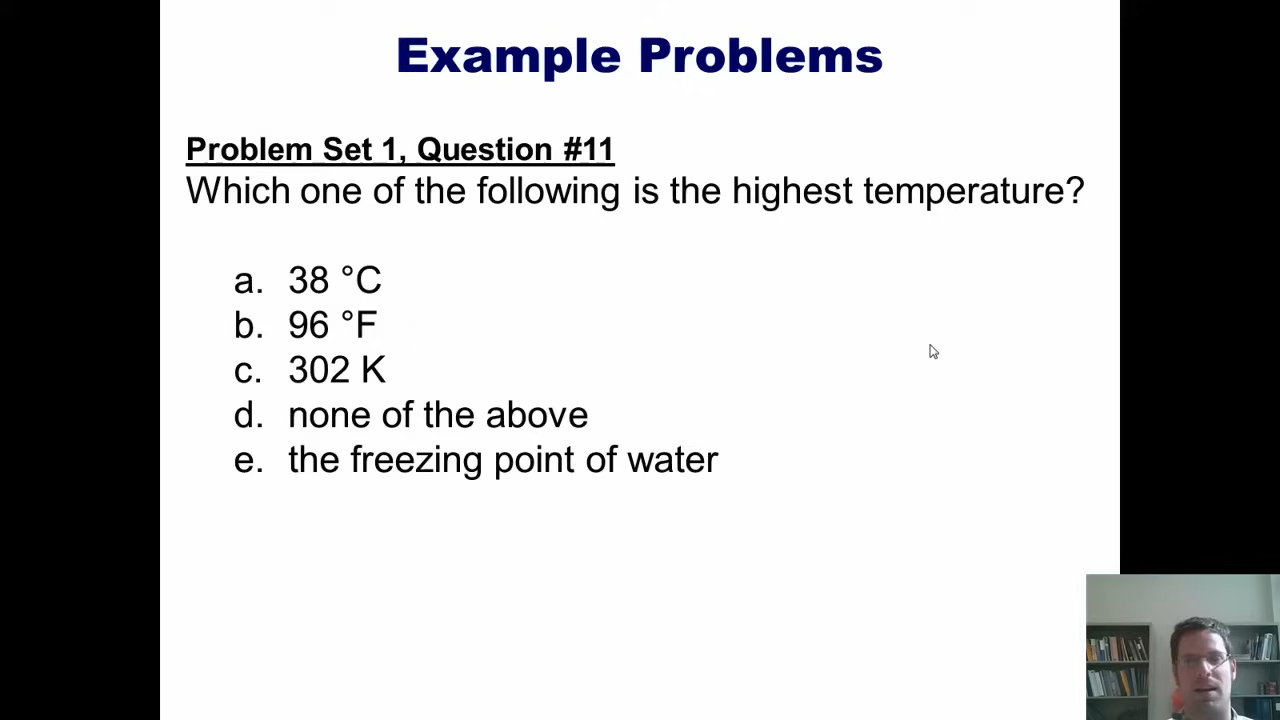 Example Problems
Problem Set 1, Question #11
Which one of the following is the highest temperature?
a. 38 °C
b. 96 °F
c. 302 K
d. none of the above
e. the freezing point of water